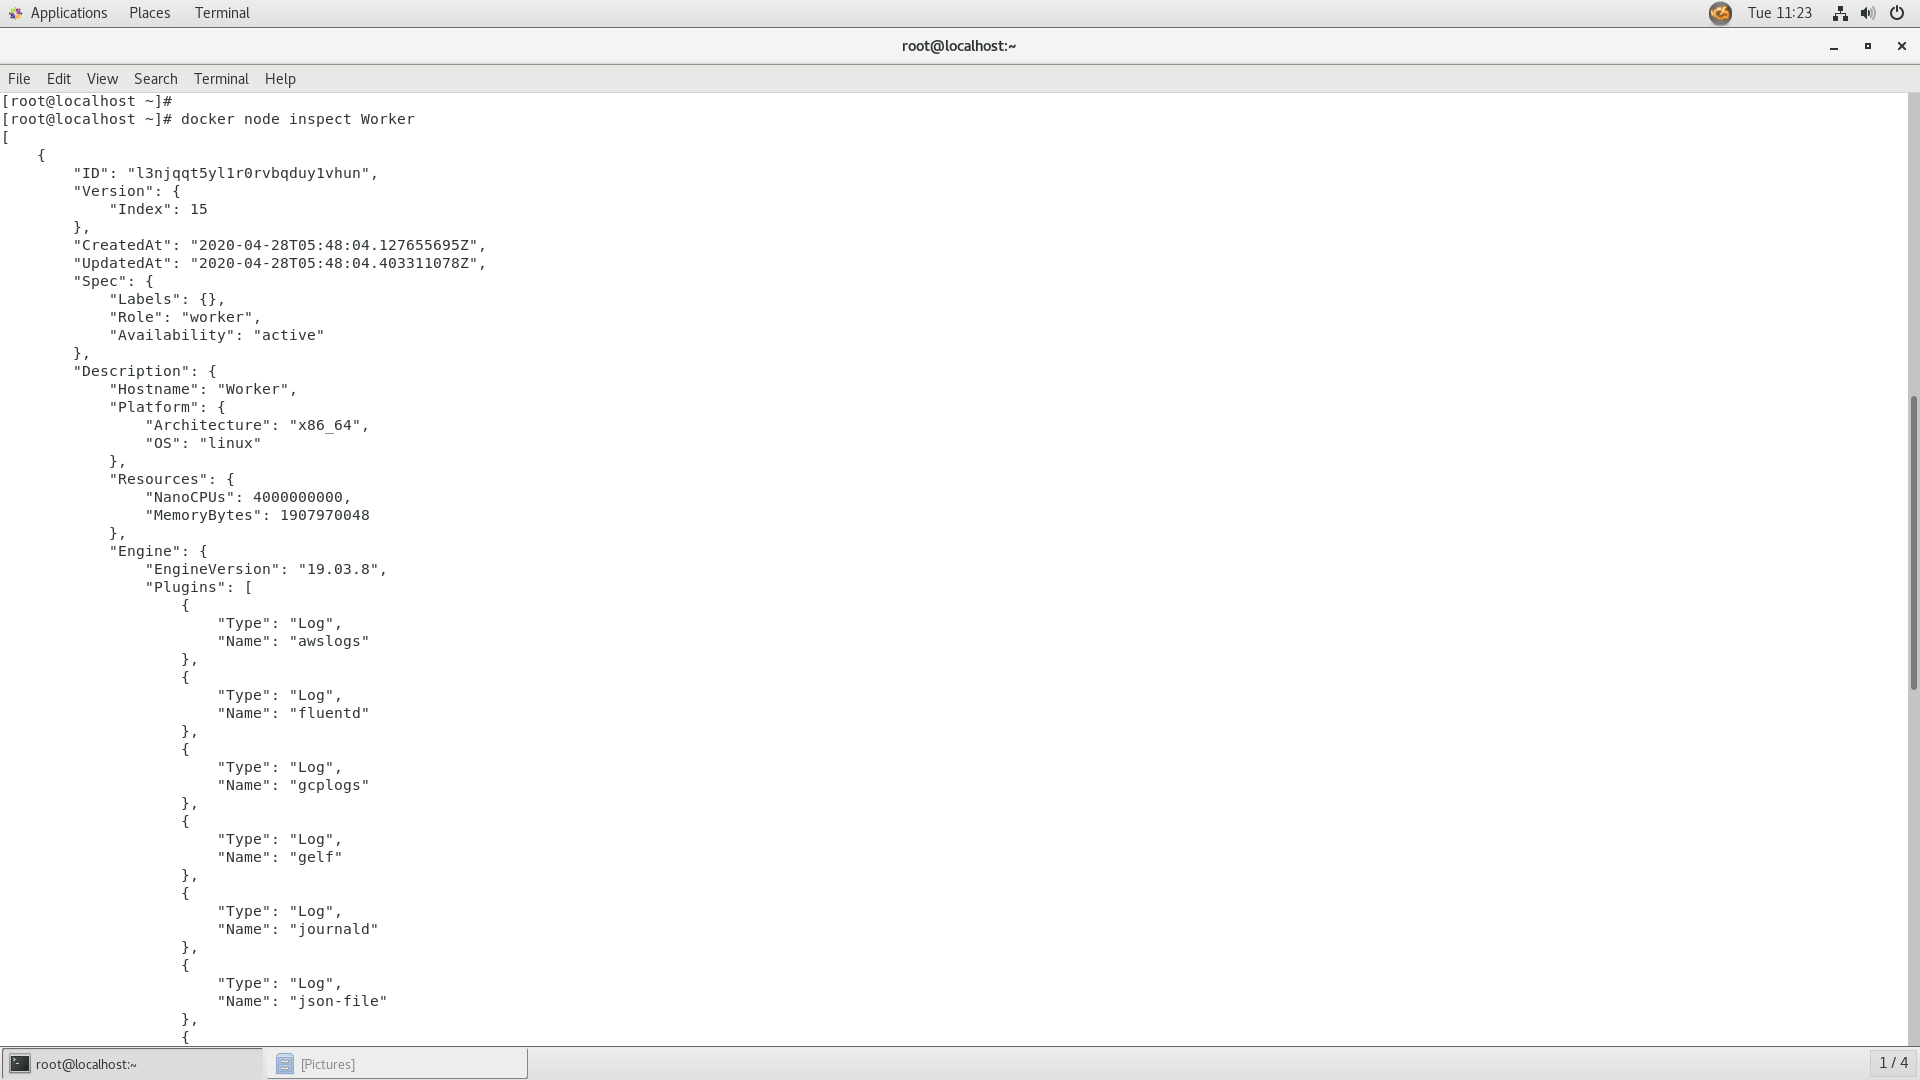 Applications Places Terminal Tue 11:23
root@localhost:~
File Edit View Search Terminal Help
[root@localhost ~]#
[root@localhost ~]# docker node inspect Worker
[
    {
        "ID": "l3njqqt5yl1r0rvbqduy1vhun",
        "Version": {
            "Index": 15
        },
        "CreatedAt": "2020-04-28T05:48:04.127655695Z",
        "UpdatedAt": "2020-04-28T05:48:04.403311078Z",
        "Spec": {
            "Labels": {},
            "Role": "worker",
            "Availability": "active"
        },
        "Description": {
            "Hostname": "Worker",
            "Platform": {
                "Architecture": "x86_64",
                "OS": "linux"
            },
            "Resources": {
                "NanoCPUs": 4000000000,
                "MemoryBytes": 1907970048
            },
            "Engine": {
                "EngineVersion": "19.03.8",
                "Plugins": [
                    {
                        "Type": "Log",
                        "Name": "awslogs"
                    },
                    {
                        "Type": "Log",
                        "Name": "fluentd"
                    },
                    {
                        "Type": "Log",
                        "Name": "gcplogs"
                    },
                    {
                        "Type": "Log",
                        "Name": "gelf"
                    },
                    {
                        "Type": "Log",
                        "Name": "journald"
                    },
                    {
                        "Type": "Log",
                        "Name": "json-file"
                    },
                    {
root@localhost:~ [Pictures] 1 / 4